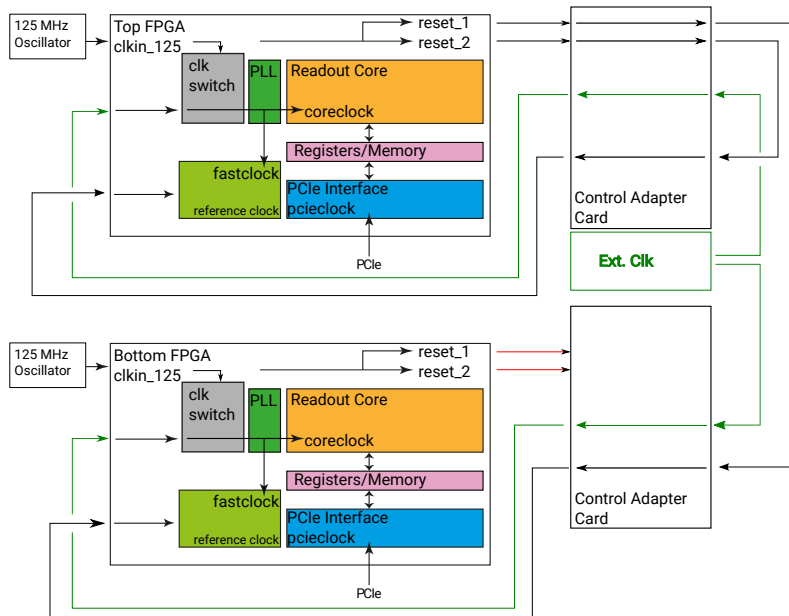 125 MHz
Oscillator
Top FPGA
clkin_125
reset_1
reset_2
clk
switch
PLL
Readout Core
coreclock
Registers/Memory
fastclock
reference clock
PCIe Interface
pcieclock
PCIe
Control Adapter
Card
Ext. Clk
125 MHz
Oscillator
Bottom FPGA
clkin_125
reset_1
reset_2
clk
switch
PLL
Readout Core
coreclock
Registers/Memory
fastclock
reference clock
PCIe Interface
pcieclock
PCIe
Control Adapter
Card